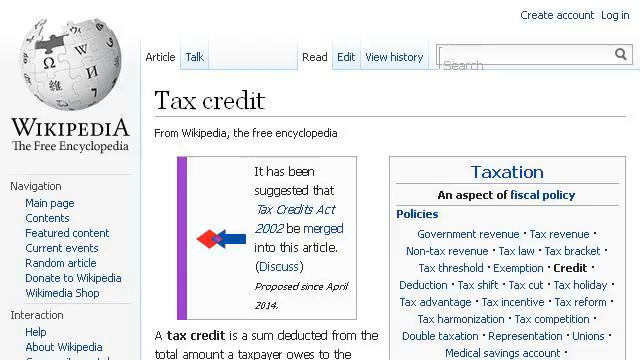 Create account Log in
Article Talk Read Edit View history Search
WIKIPEDIA
The Free Encyclopedia
Tax credit
From Wikipedia, the free encyclopedia
Navigation
Main page
Contents
Featured content
Current events
Random article
Donate to Wikipedia
Wikimedia Shop
Interaction
Help
About Wikipedia
It has been
suggested that
Tax Credits Act
2002 be merged
into this article.
(Discuss)
Proposed since April
2014.
A tax credit is a sum deducted from the
total amount a taxpayer owes to the
Taxation
An aspect of fiscal policy
Policies
Government revenue • Tax revenue •
Non-tax revenue • Tax law • Tax bracket •
Tax threshold • Exemption • Credit •
Deduction • Tax shift • Tax cut • Tax holiday •
Tax advantage • Tax incentive • Tax reform •
Tax harmonization • Tax competition •
Double taxation • Representation • Unions •
Medical savings account •